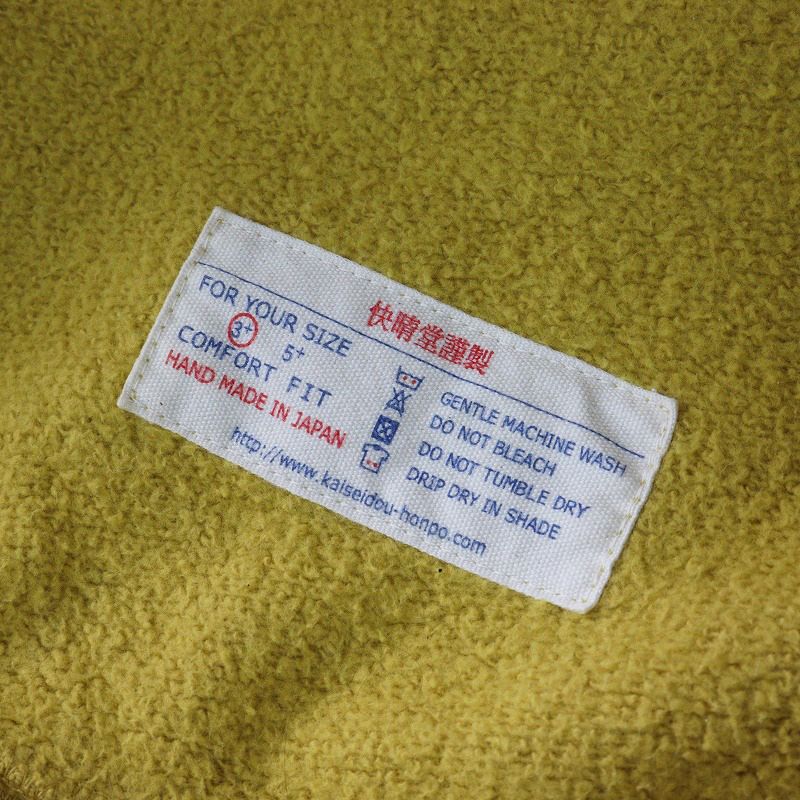 快晴堂謹製
FOR YOUR SIZE
3+ 5+
COMFORT FIT
HAND MADE IN JAPAN
GENTLE MACHINE WASH
DO NOT BLEACH
DO NOT TUMBLE DRY
DRIP DRY IN SHADE
http://www.kaiseidou-honpo.com